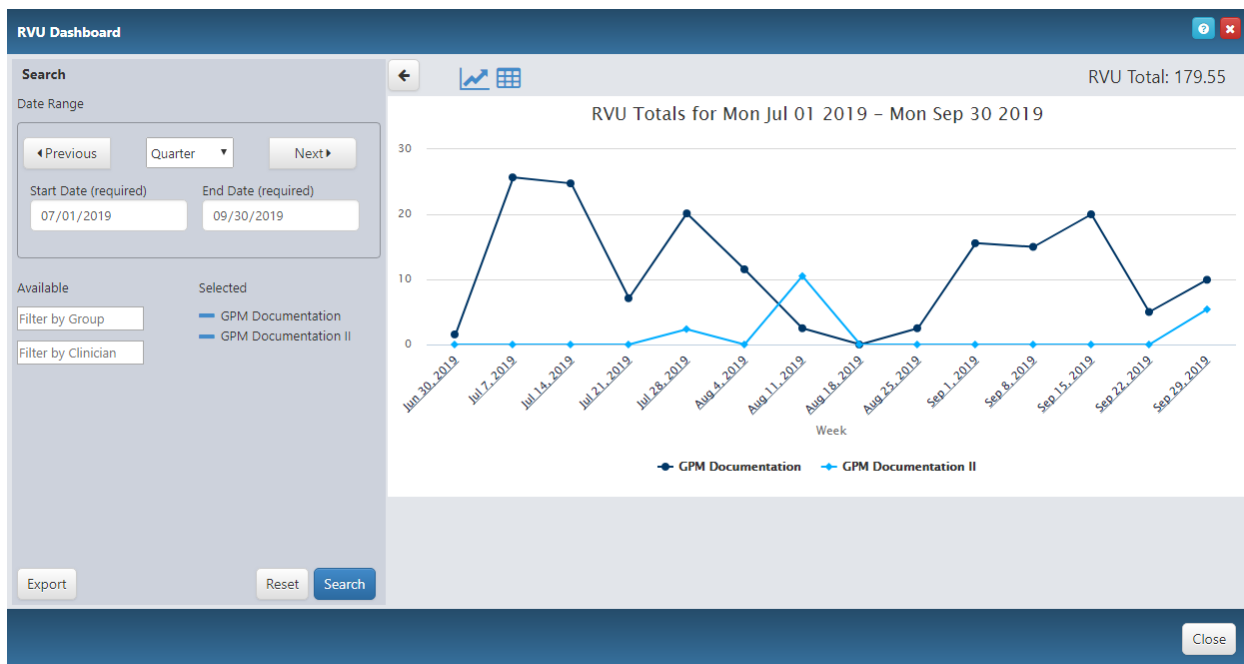 RVU Dashboard
Search
Date Range
Previous
Quarter
Next
Start Date (required)
End Date (required)
07/01/2019
09/30/2019
Available
Selected
Filter by Group
GPM Documentation
GPM Documentation II
Filter by Clinician
Export
Reset
Search
RVU Total: 179.55
RVU Totals for Mon Jul 01 2019 – Mon Sep 30 2019
30
20
10
0
Jun 30, 2019
Jul 7, 2019
Jul 14, 2019
Jul 21, 2019
Jul 28, 2019
Aug 4, 2019
Aug 11, 2019
Aug 18, 2019
Aug 25, 2019
Sep 1, 2019
Sep 8, 2019
Sep 15, 2019
Sep 22, 2019
Sep 29, 2019
Week
GPM Documentation
GPM Documentation II
Close